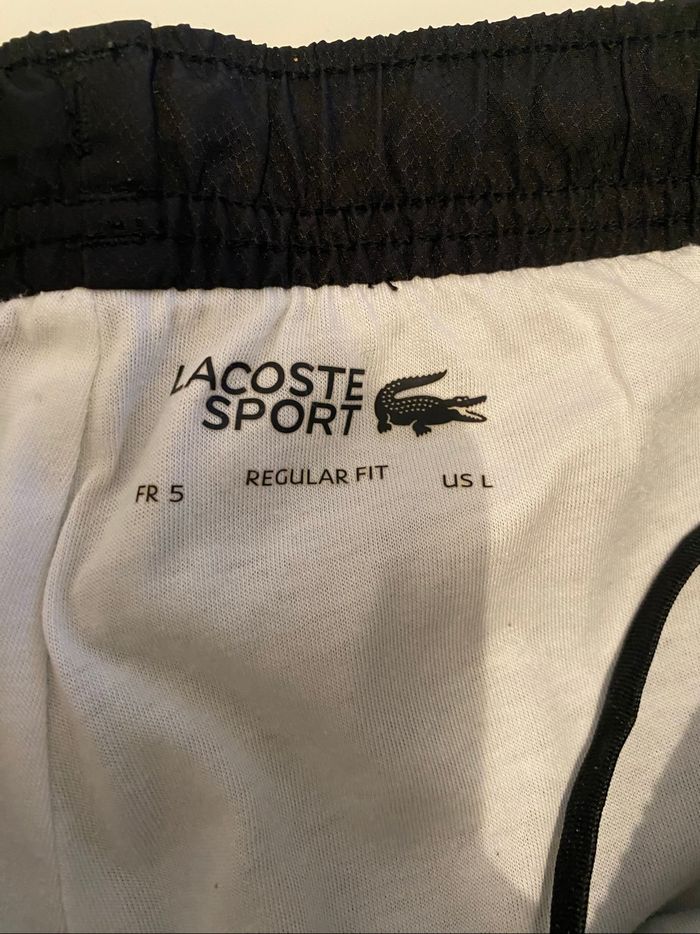 LACOSTE
SPORT
FR 5 REGULAR FIT US L